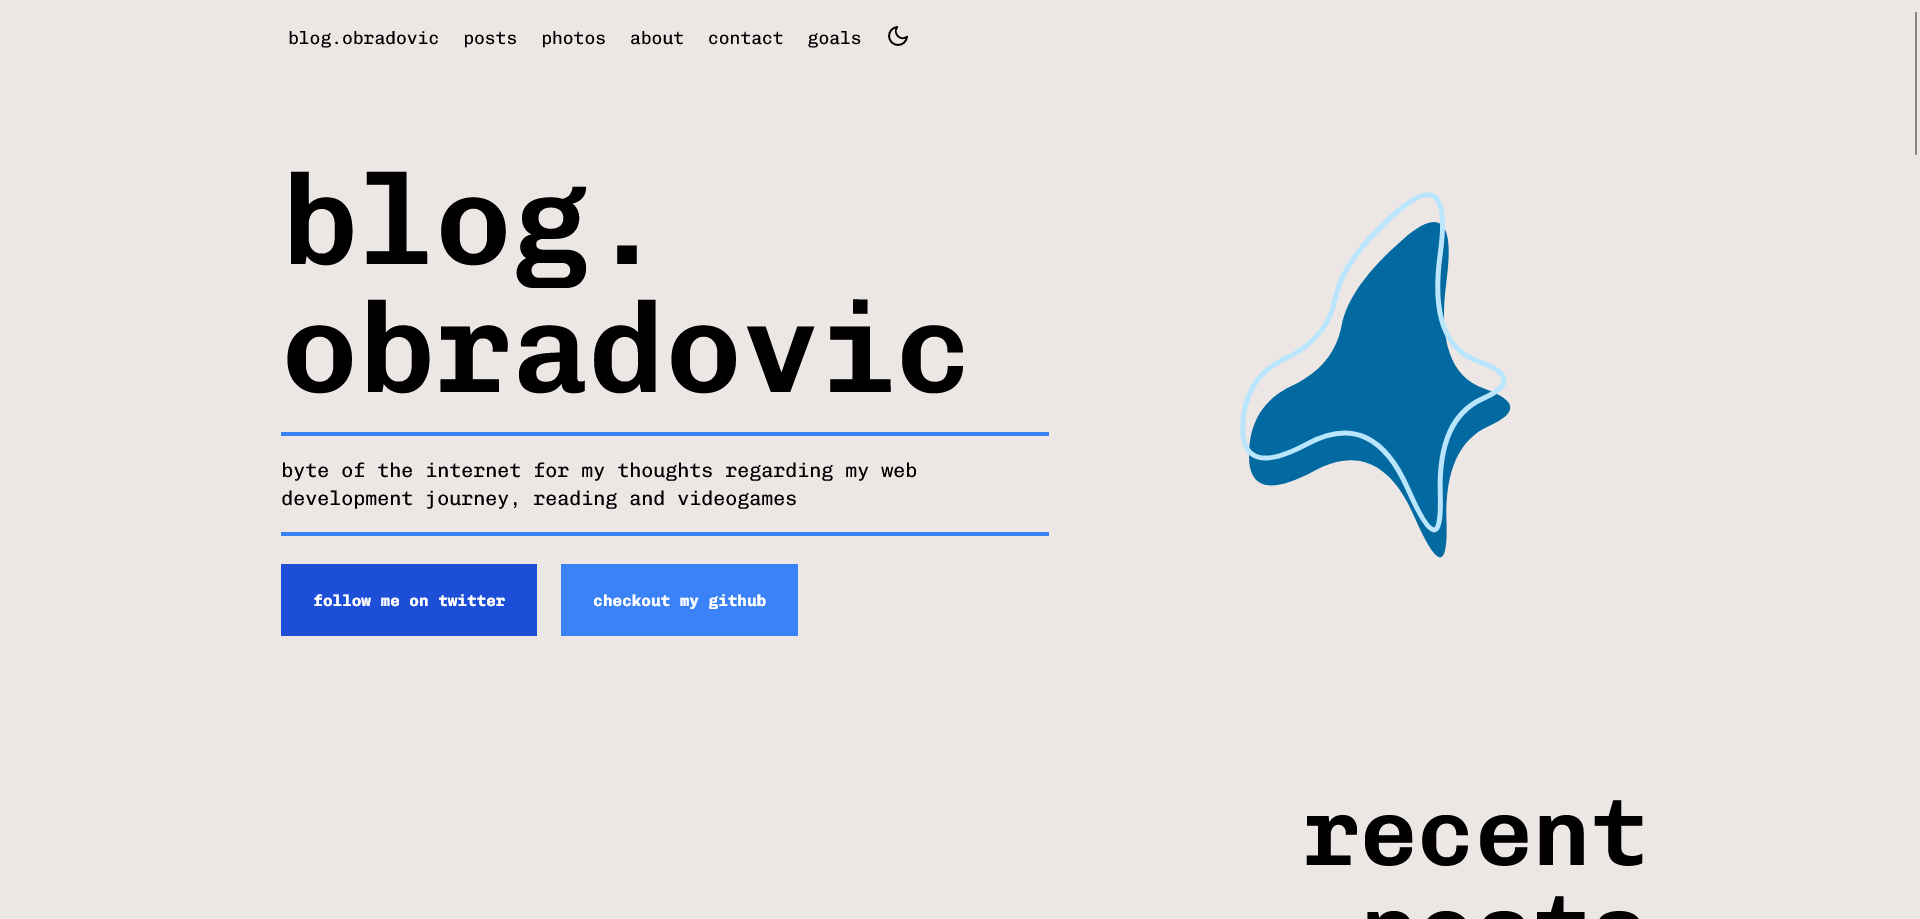 blog.obradovic posts photos about contact goals
blog.
obradovic
byte of the internet for my thoughts regarding my web
development journey, reading and videogames
follow me on twitter
checkout my github
recent
posts